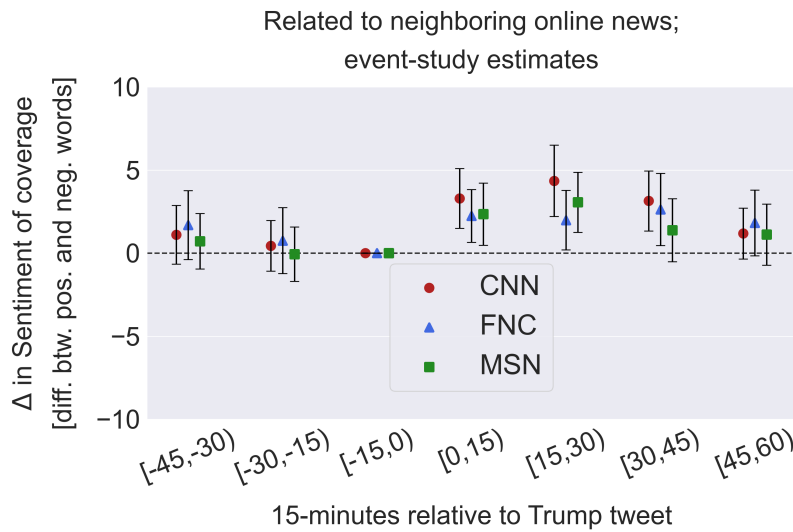 Related to neighboring online news;
event-study estimates
Δ in Sentiment of coverage
[diff. btw. pos. and neg. words]
10
5
0
−5
−10
CNN
FNC
MSN
[-45,-30)
[-30,-15)
[-15,0)
[0,15)
[15,30)
[30,45)
[45,60)
15-minutes relative to Trump tweet